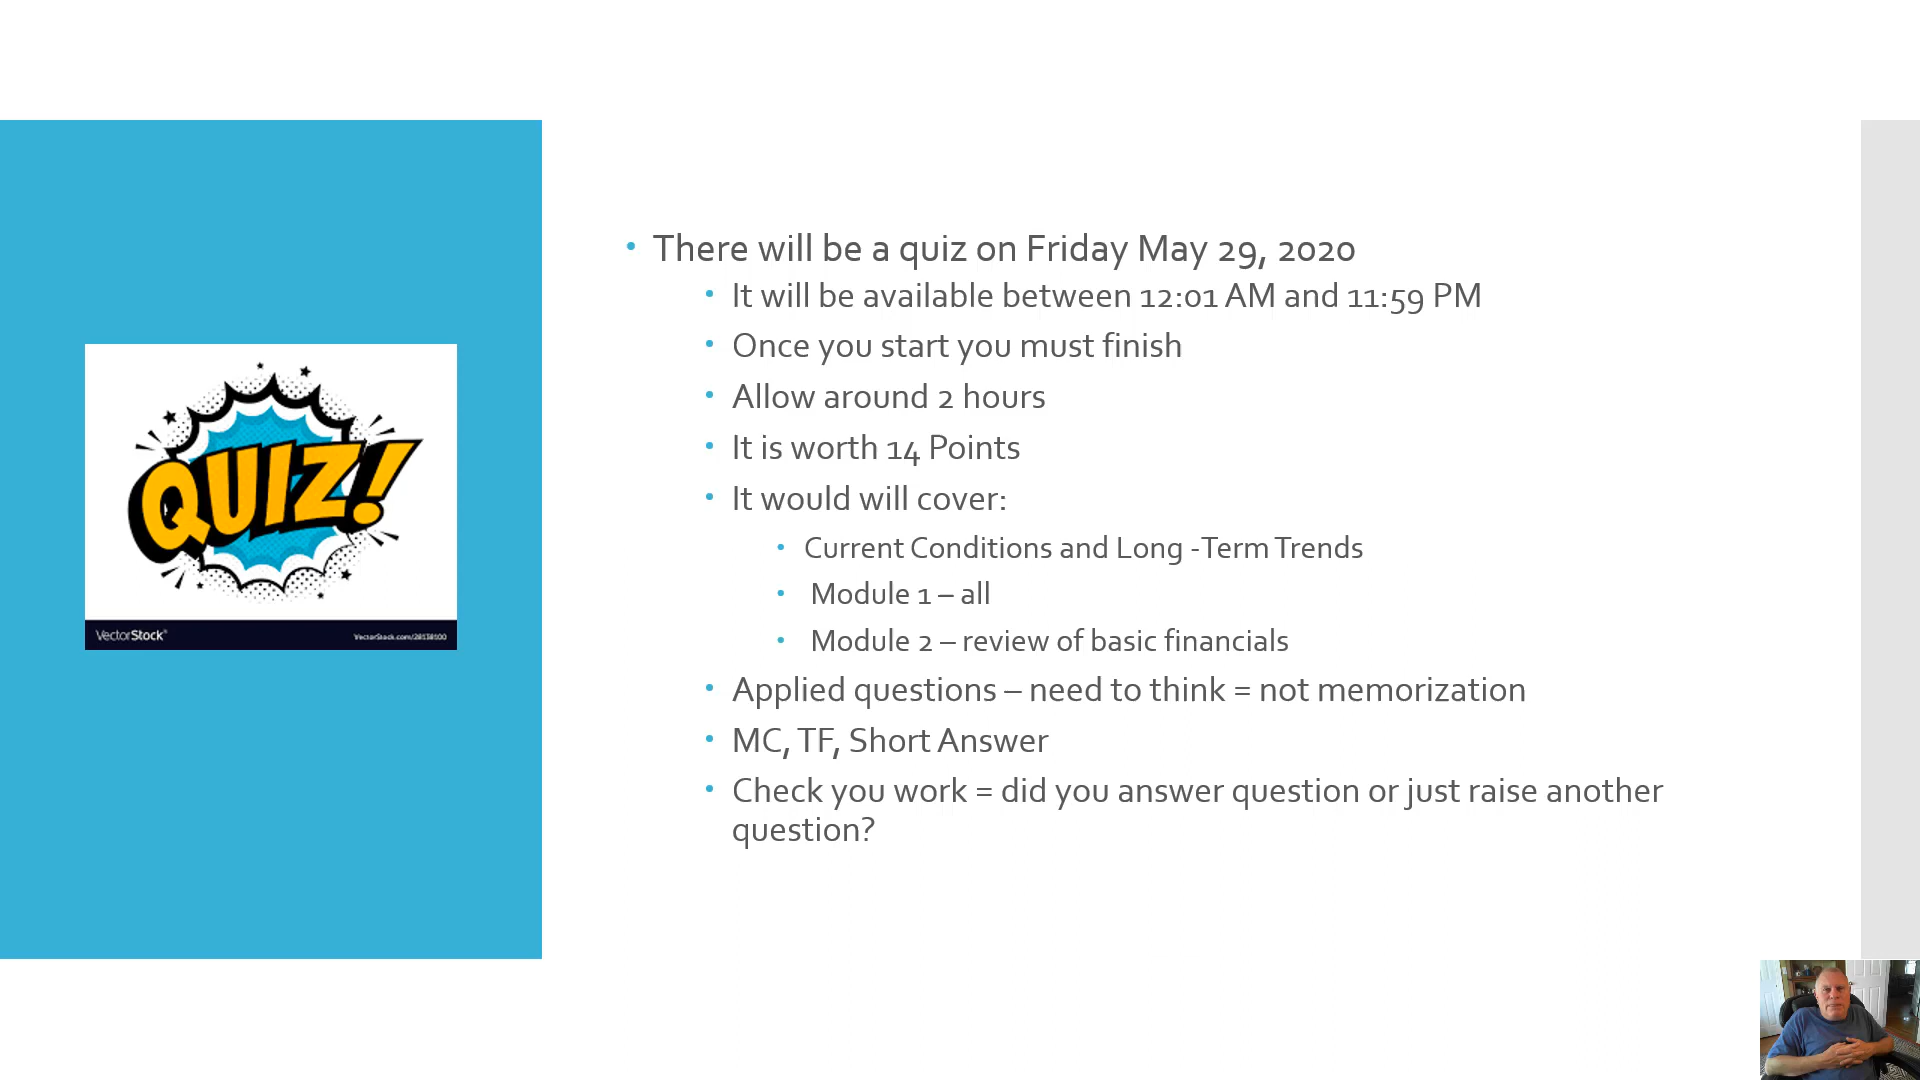 There will be a quiz on Friday May 29, 2020
It will be available between 12:01 AM and 11:59 PM
Once you start you must finish
Allow around 2 hours
It is worth 14 Points
It would will cover:
Current Conditions and Long -Term Trends
Module 1 – all
Module 2 – review of basic financials
Applied questions – need to think = not memorization
MC, TF, Short Answer
Check you work = did you answer question or just raise another
question?
QUIZ!
VectorStock®
VectorStock.com/28138100